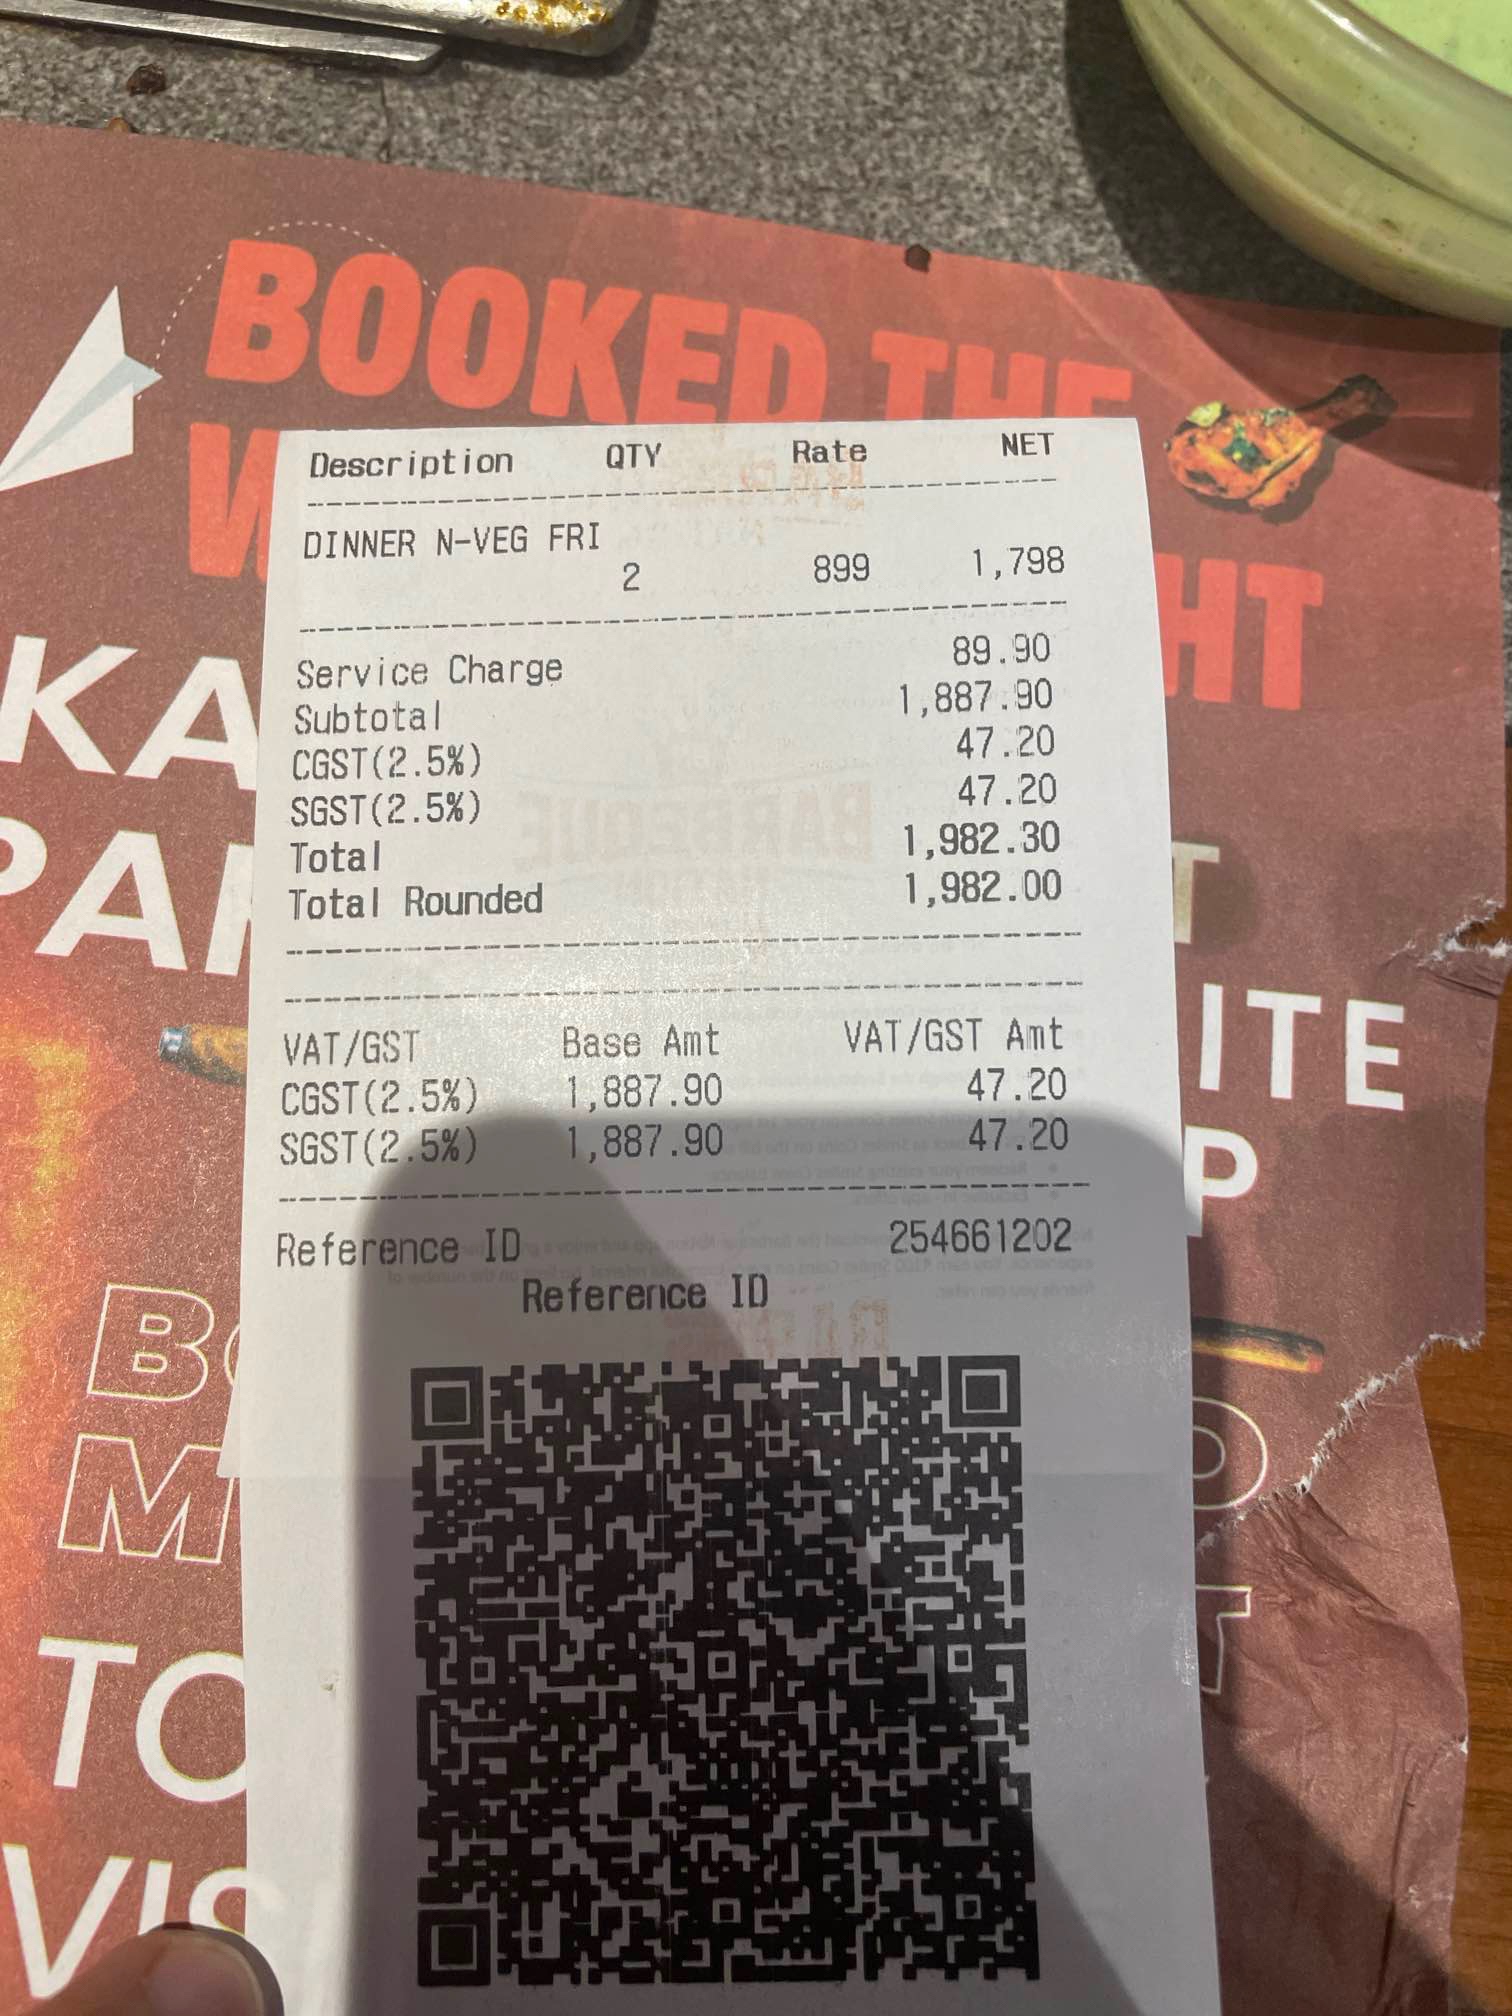 BOOKED THE
HT
KA
PA
T
ITE
P
TO
VIS
Description QTY Rate NET
DINNER N-VEG FRI
2 899 1,798
Service Charge 89.90
Subtotal 1,887.90
CGST(2.5%) 47.20
SGST(2.5%) 47.20
Total 1,982.30
Total Rounded 1,982.00
VAT/GST Base Amt VAT/GST Amt
CGST(2.5%) 1,887.90 47.20
SGST(2.5%) 1,887.90 47.20
Reference ID 254661202
Reference ID